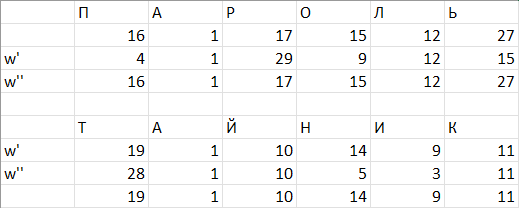 П А Р О Л Ь
16 1 17 15 12 27
w' 4 1 29 9 12 15
w'' 16 1 17 15 12 27
Т А Й Н И К
w' 19 1 10 14 9 11
w'' 28 1 10 5 3 11
19 1 10 14 9 11